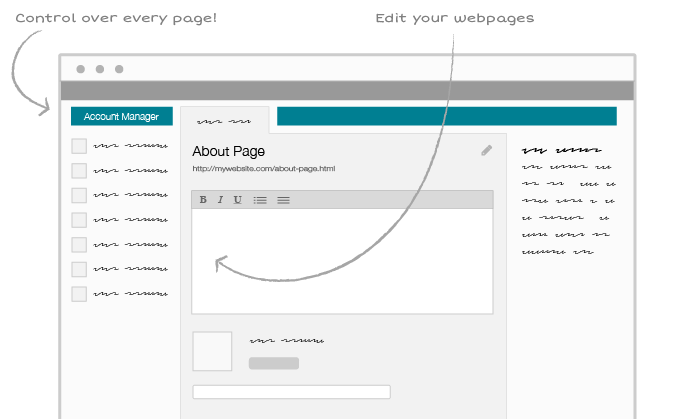 Control over every page!
Edit your webpages
Account Manager
About Page
http://mywebsite.com/about-page.html
B I U